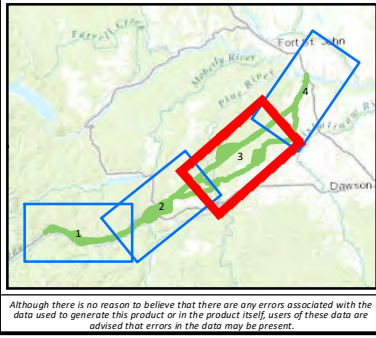 Farrell Creek
Fort St. John
Moberly River
Pine River
4
3
Dawson
2
1
Although there is no reason to believe that there are any errors associated with the
data used to generate this product or in the product itself, users of these data are
advised that errors in the data may be present.